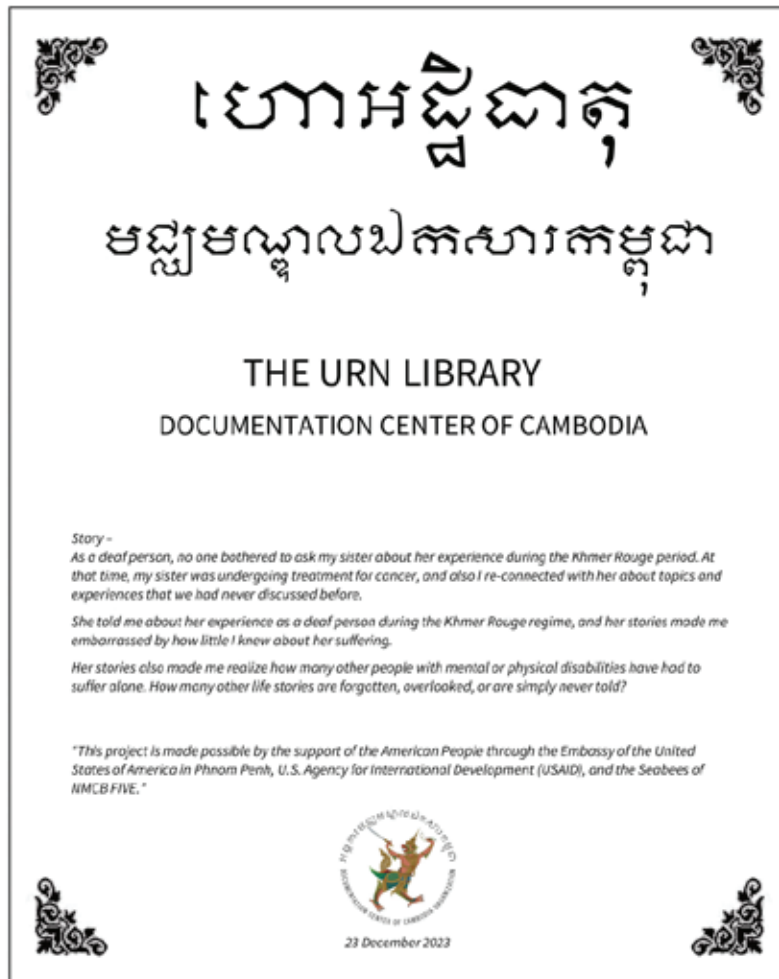 ហោអដ្ឋិធាតុ
មជ្ឈមណ្ឌលឯកសារកម្ពុជា
THE URN LIBRARY
DOCUMENTATION CENTER OF CAMBODIA
Story –
As a deaf person, no one bothered to ask my sister about her experience during the Khmer Rouge period. At
that time, my sister was undergoing treatment for cancer, and also I re-connected with her about topics and
experiences that we had never discussed before.
She told me about her experience as a deaf person during the Khmer Rouge regime, and her stories made me
embarrassed by how little I knew about her suffering.
Her stories also made me realize how many other people with mental or physical disabilities have had to
suffer alone. How many other life stories are forgotten, overlooked, or are simply never told?
"This project is made possible by the support of the American People through the Embassy of the United
States of America in Phnom Penh, U.S. Agency for International Development (USAID), and the Seabees of
NMCB FIVE."
DOCUMENTATION CENTER OF CAMBODIA ORGANIZATION
23 December 2023